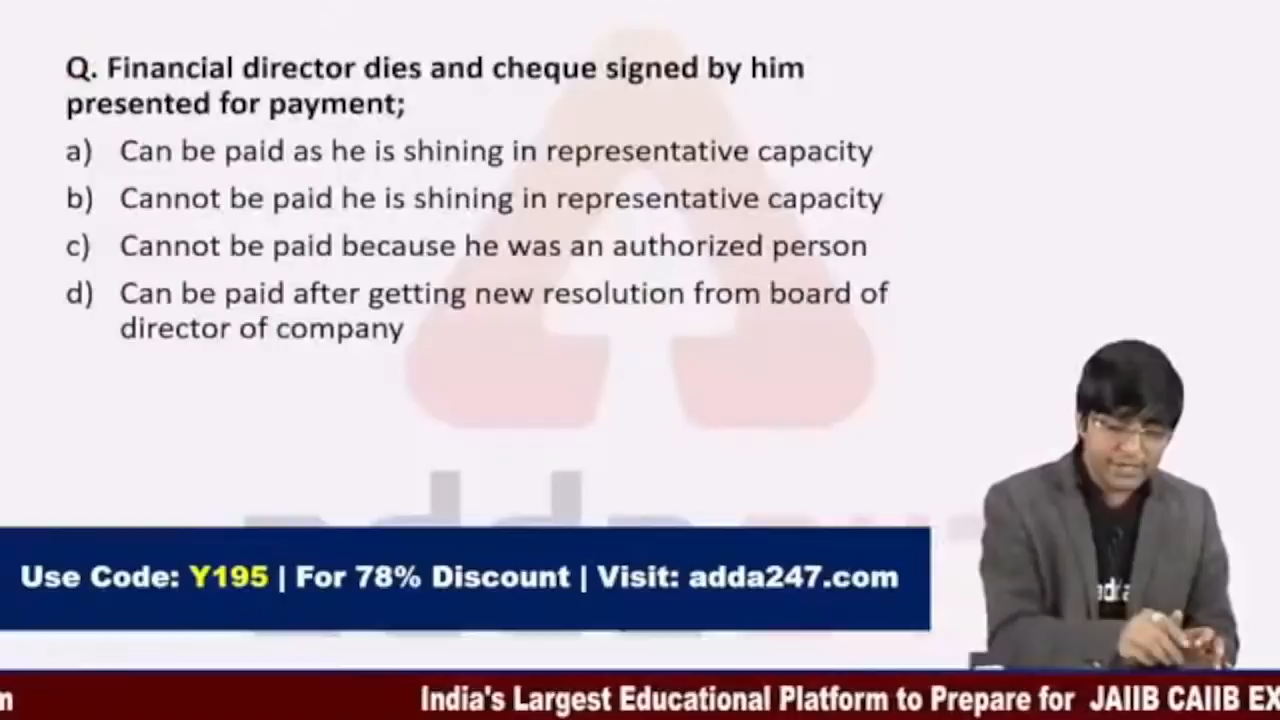 Q. Financial director dies and cheque signed by him
presented for payment;
a) Can be paid as he is shining in representative capacity
b) Cannot be paid he is shining in representative capacity
c) Cannot be paid because he was an authorized person
d) Can be paid after getting new resolution from board of
director of company
Use Code: Y195 | For 78% Discount | Visit: adda247.com
India's Largest Educational Platform to Prepare for JAIIB CAIIB EX